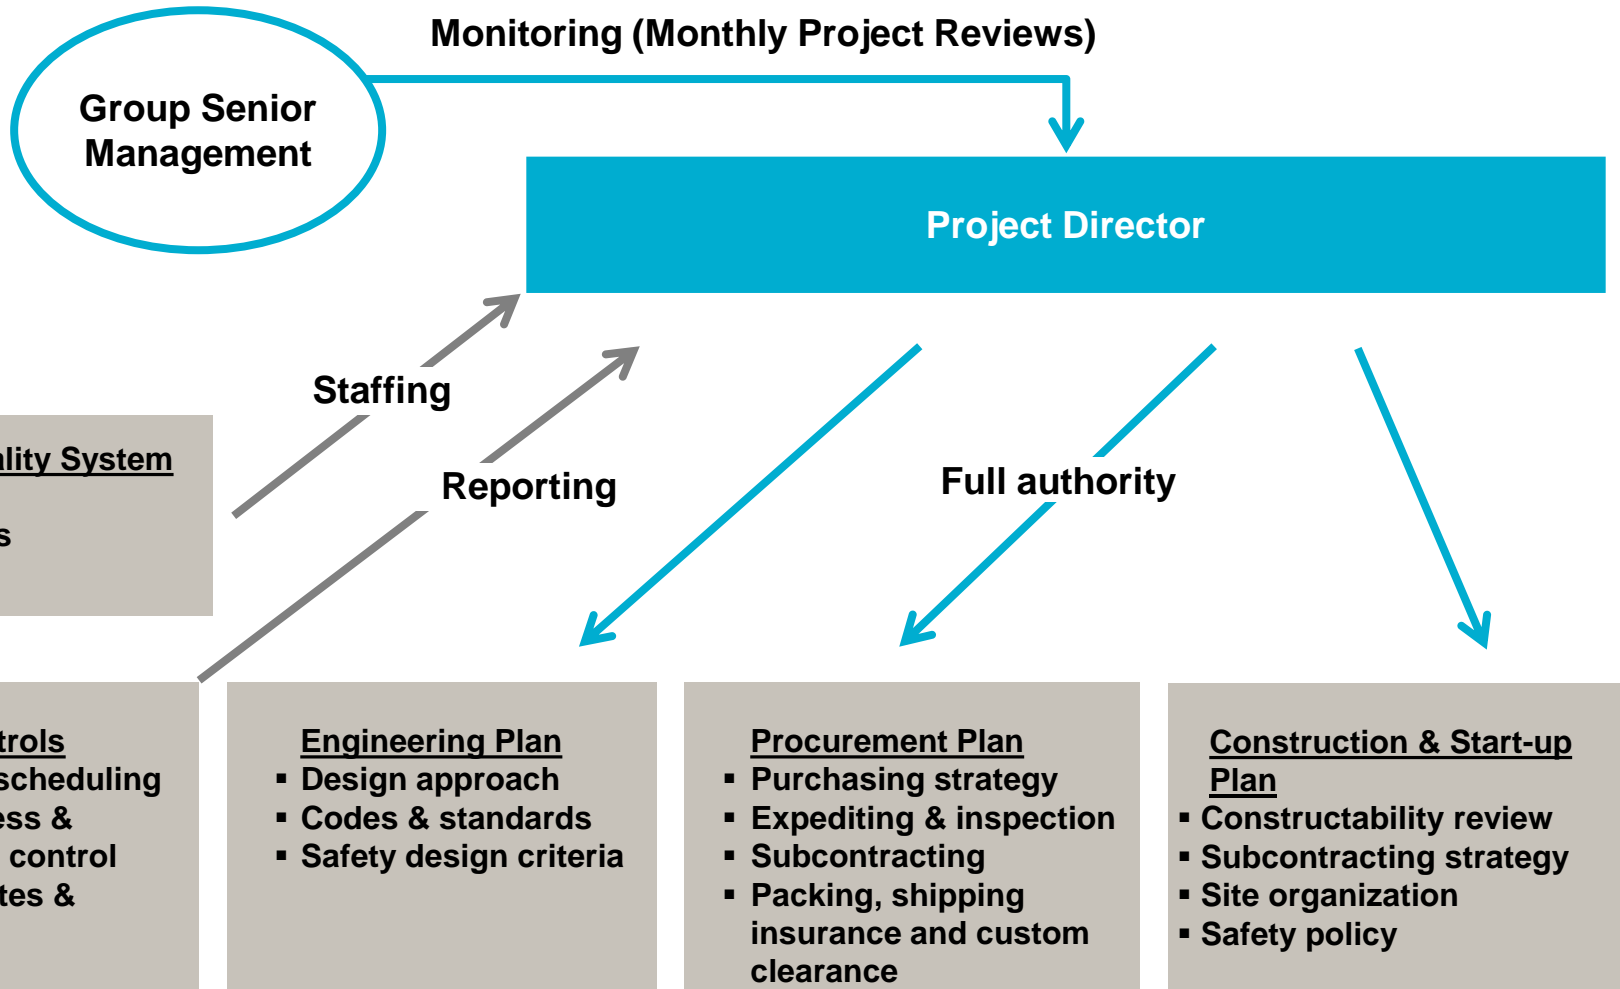 Monitoring (Monthly Project Reviews)
Group Senior
Management
Project Director
Staffing
Reporting
Full authority
ality System
s
trols
scheduling
ess &
control
tes &
Engineering Plan
▪ Design approach
▪ Codes & standards
▪ Safety design criteria
Procurement Plan
▪ Purchasing strategy
▪ Expediting & inspection
▪ Subcontracting
▪ Packing, shipping
insurance and custom
clearance
Construction & Start-up
Plan
▪ Constructability review
▪ Subcontracting strategy
▪ Site organization
▪ Safety policy